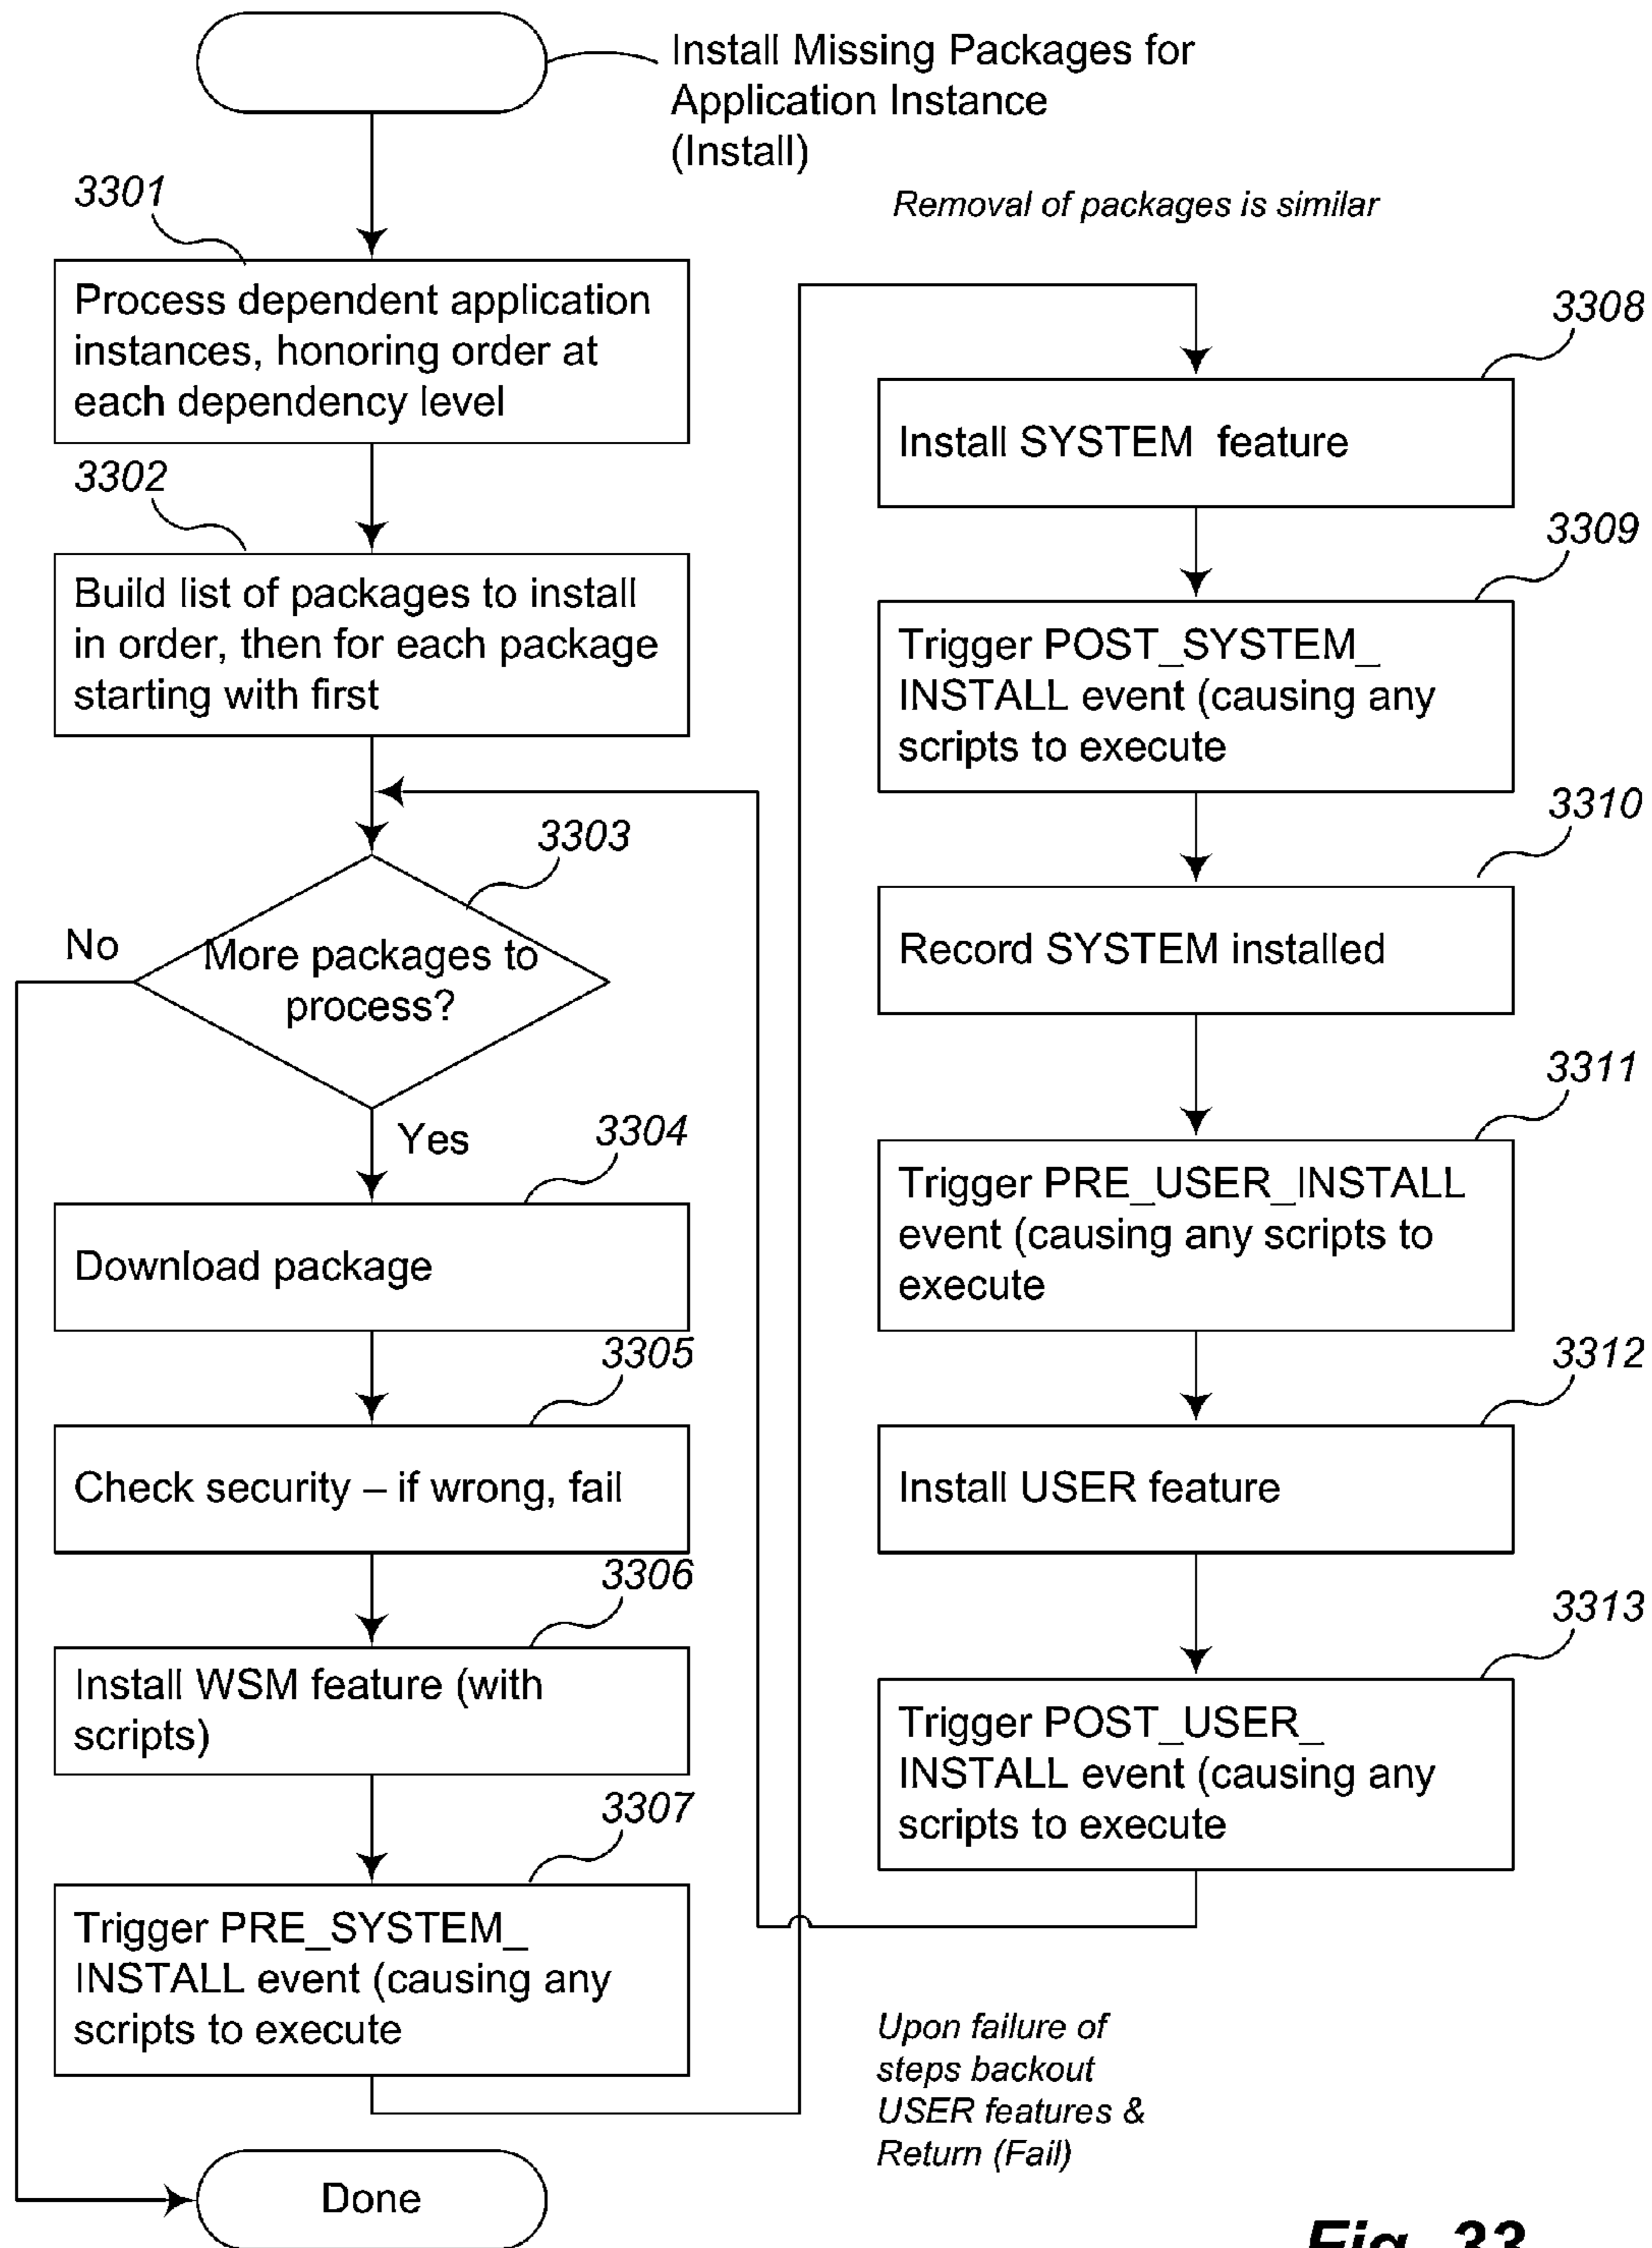 Install Missing Packages for
Application Instance
(Install)
3301
Process dependent application
instances, honoring order at
each dependency level
3302
Build list of packages to install
in order, then for each package
starting with first
3303
No
More packages to
process?
Yes
3304
Download package
3305
Check security – if wrong, fail
3306
Install WSM feature (with
scripts)
3307
Trigger PRE_SYSTEM_
INSTALL event (causing any
scripts to execute
Done
Removal of packages is similar
3308
Install SYSTEM feature
3309
Trigger POST_SYSTEM_
INSTALL event (causing any
scripts to execute
3310
Record SYSTEM installed
3311
Trigger PRE_USER_INSTALL
event (causing any scripts to
execute
3312
Install USER feature
3313
Trigger POST_USER_
INSTALL event (causing any
scripts to execute
Upon failure of
steps backout
USER features &
Return (Fail)
Fig. 33